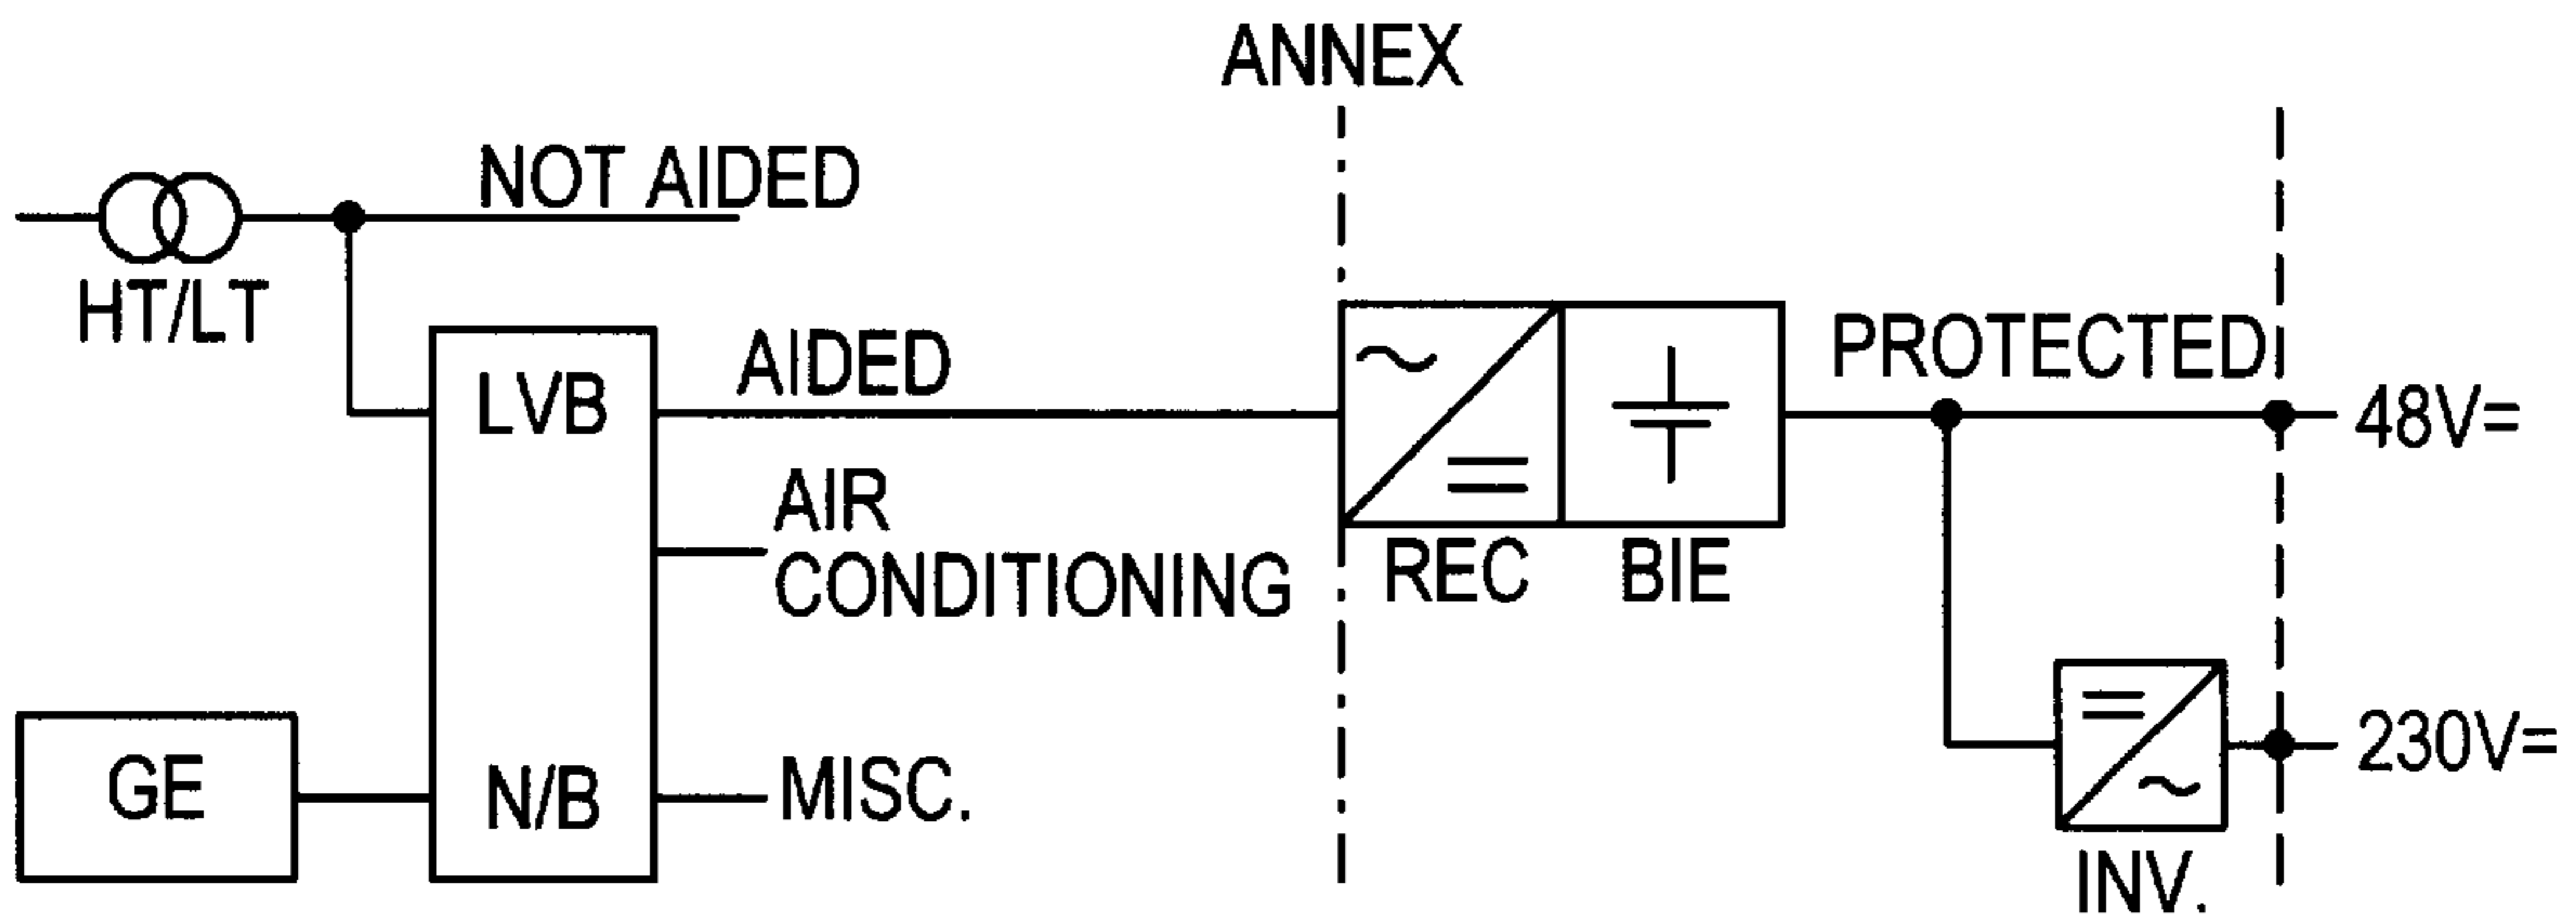 ANNEX
NOT AIDED
HT/LT
LVB
AIDED
PROTECTED
48V=
AIR
CONDITIONING
REC
BIE
GE
N/B
MISC.
230V=
INV.